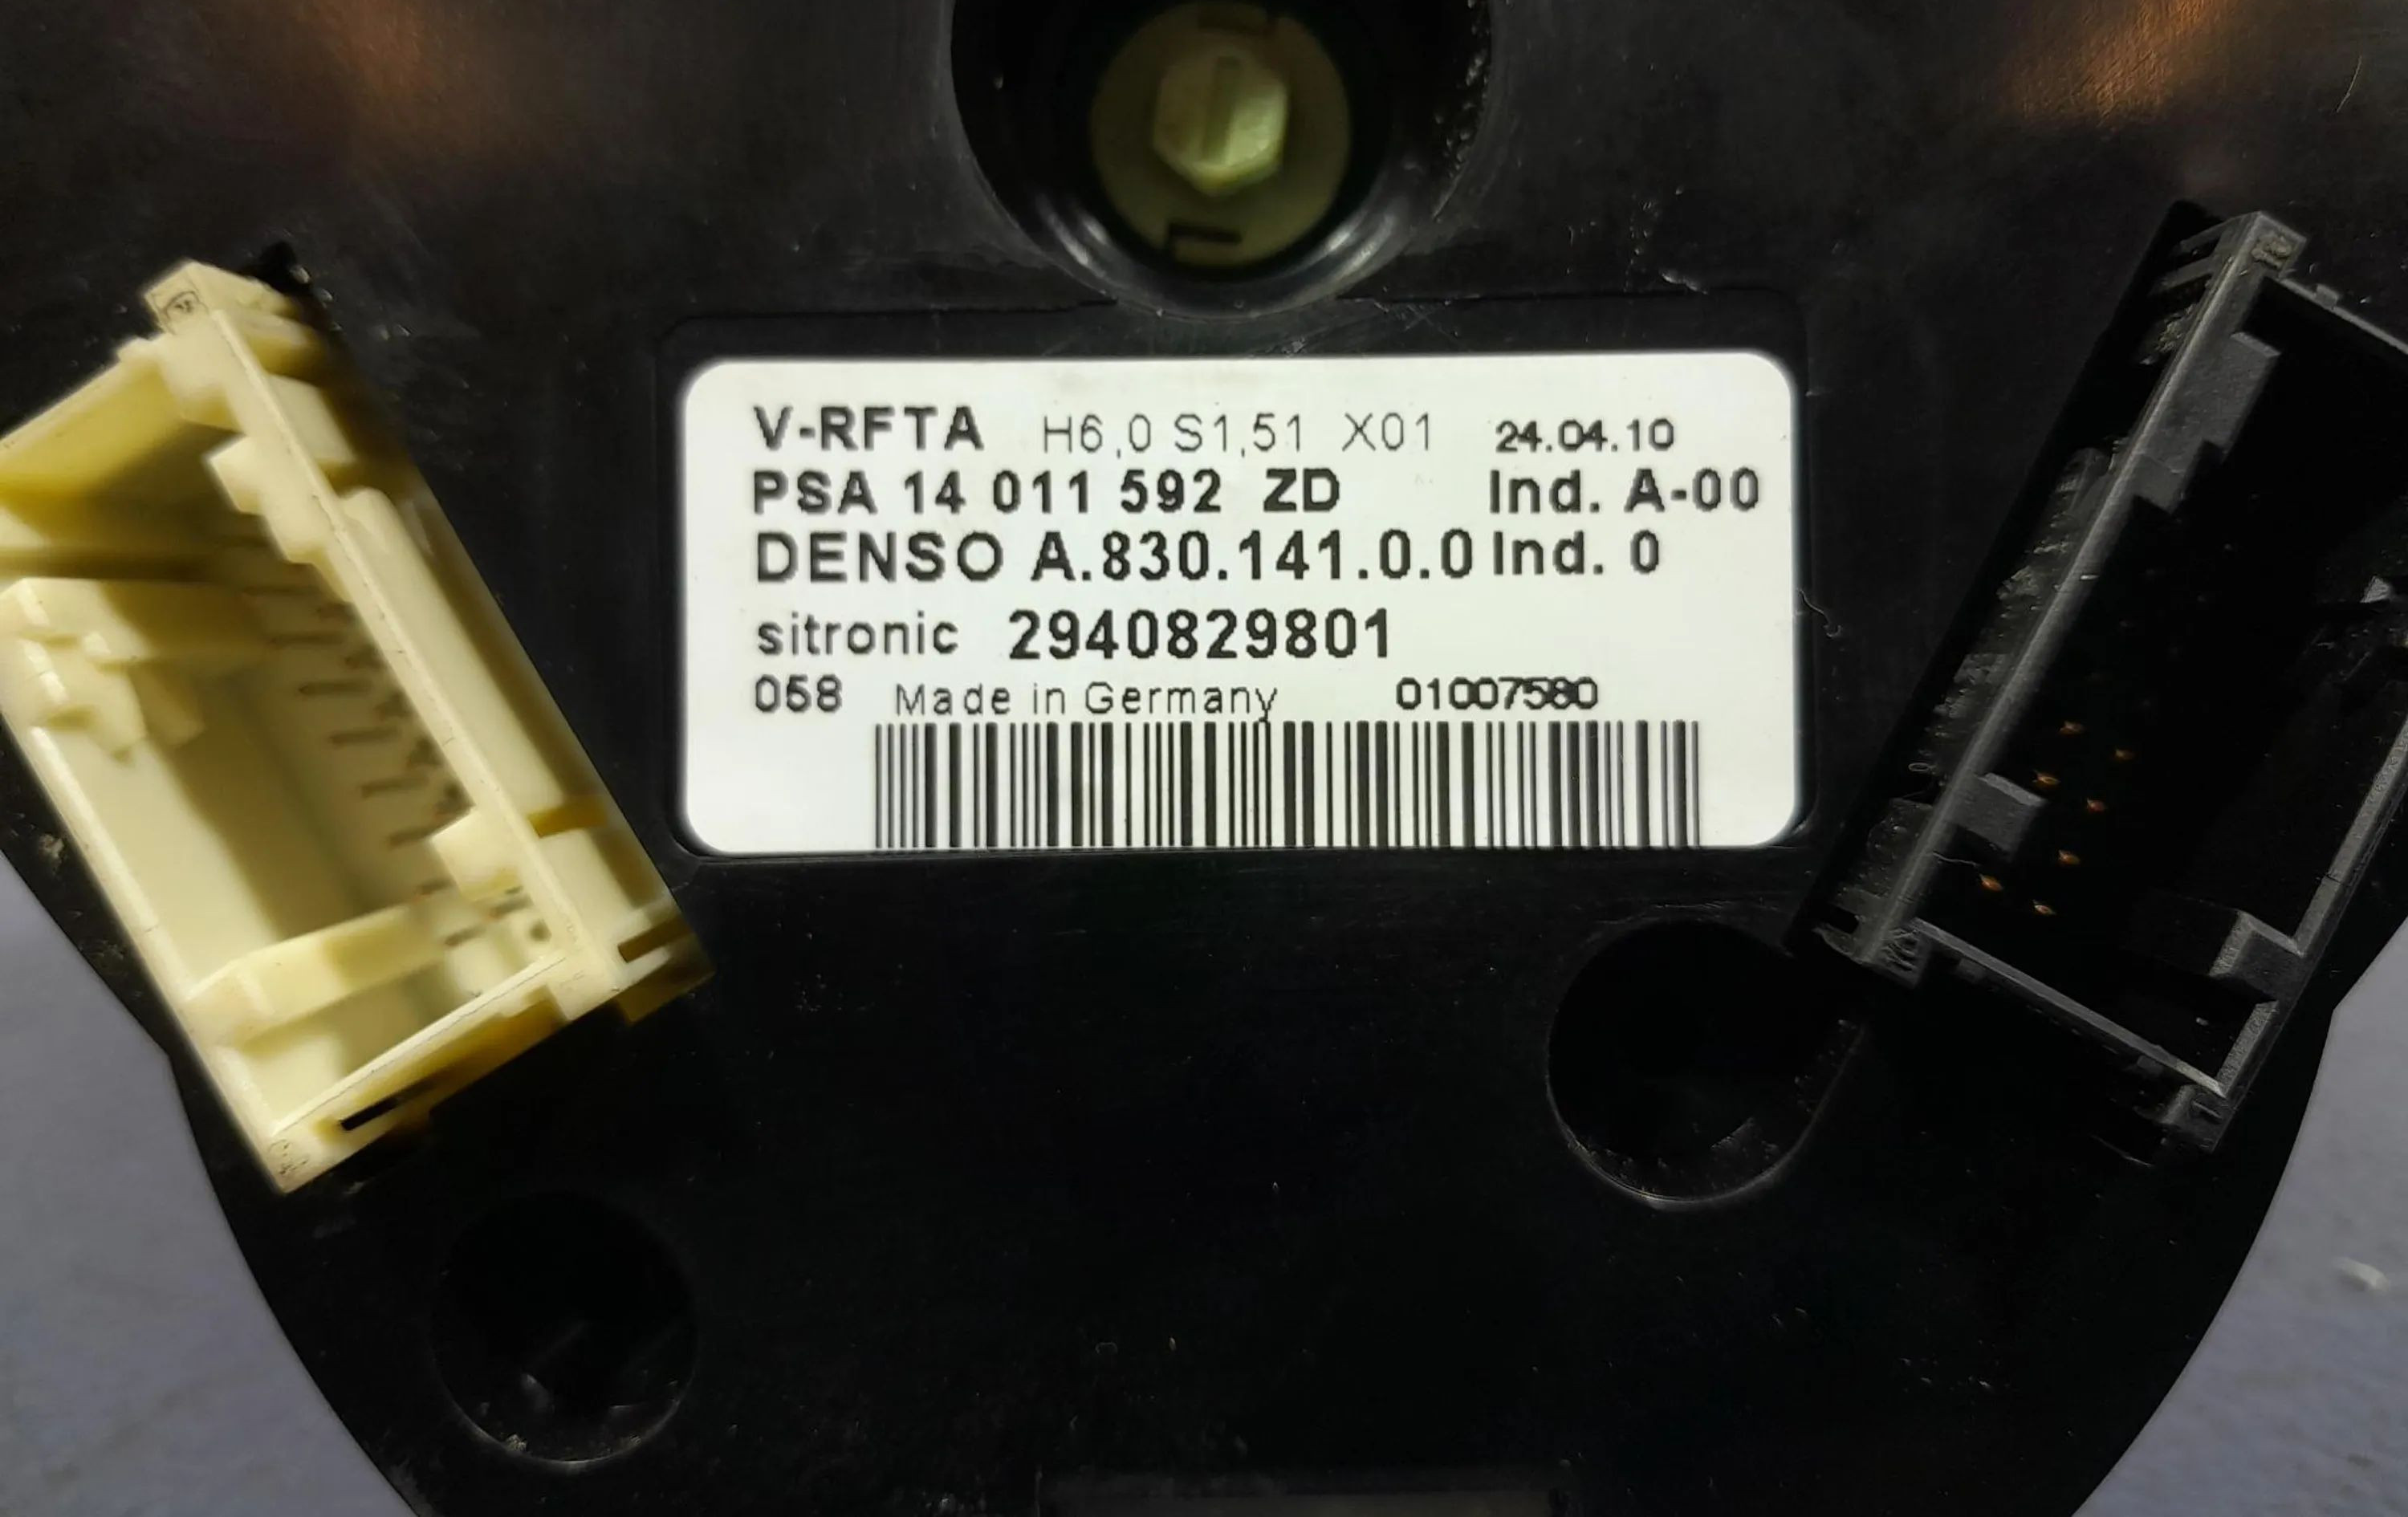 V-RFTA H6,0 S1,51 X01 24.04.10
PSA 14 011 592 ZD Ind. A-00
DENSO A.830.141.0.0 Ind. 0
sitronic 2940829801
058 Made in Germany 01007580